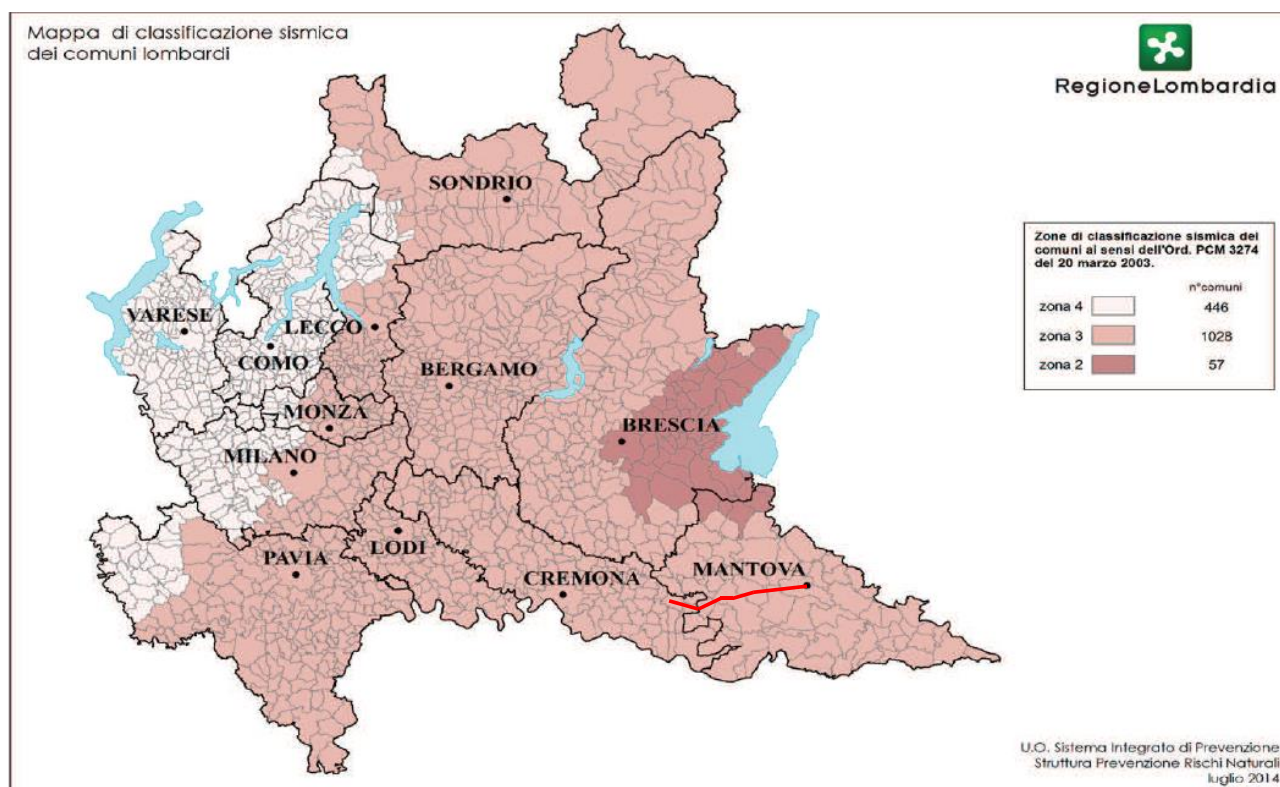 Mappa di classificazione sismica
dei comuni lombardi
RegioneLombardia
SONDRIO
VARESE
LECCO
COMO
BERGAMO
MONZA
BRESCIA
MILANO
PAVIA
LODI
CREMONA
MANTOVA
Zone di classificazione sismica dei
comuni ai sensi dell'Ord. PCM 3274
del 20 marzo 2003.
n°comuni
zona 4 446
zona 3 1028
zona 2 57
U.O. Sistema Integrato di Prevenzione
Struttura Prevenzione Rischi Naturali
luglio 2014